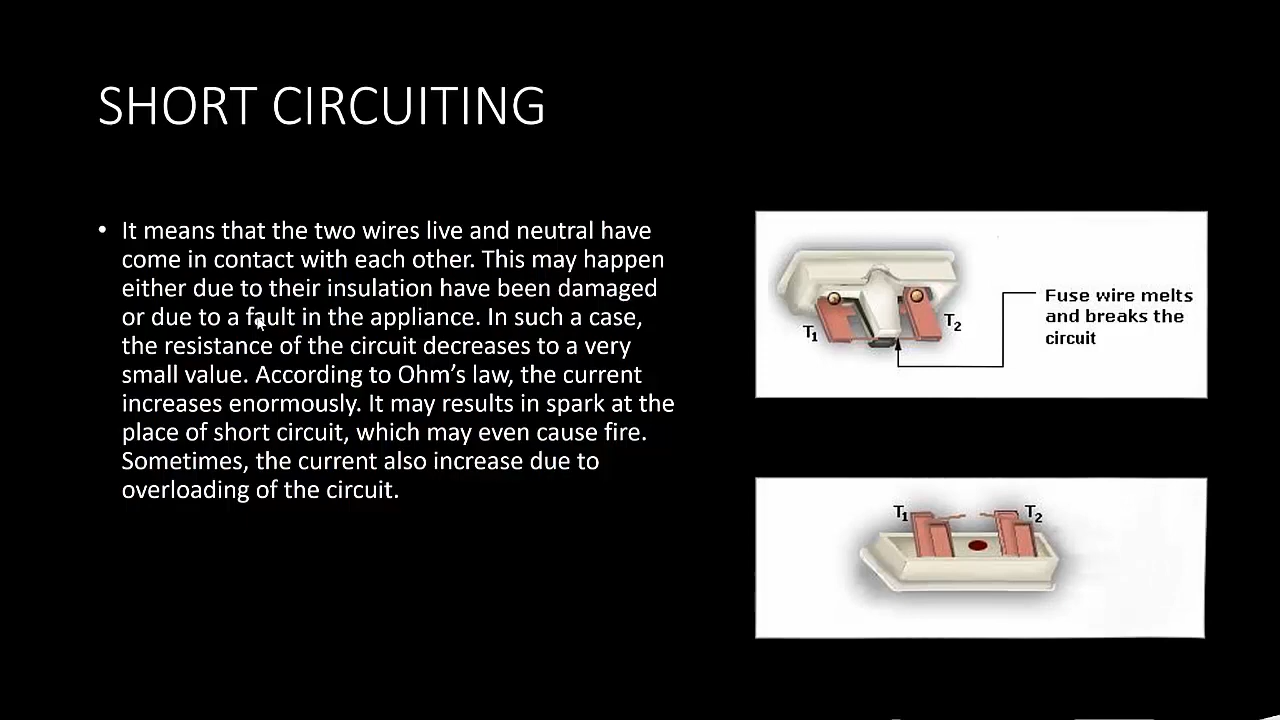 SHORT CIRCUITING
• It means that the two wires live and neutral have
come in contact with each other. This may happen
either due to their insulation have been damaged
or due to a fault in the appliance. In such a case,
the resistance of the circuit decreases to a very
small value. According to Ohm’s law, the current
increases enormously. It may results in spark at the
place of short circuit, which may even cause fire.
Sometimes, the current also increase due to
overloading of the circuit.
T1
T2
Fuse wire melts
and breaks the
circuit
T1
T2